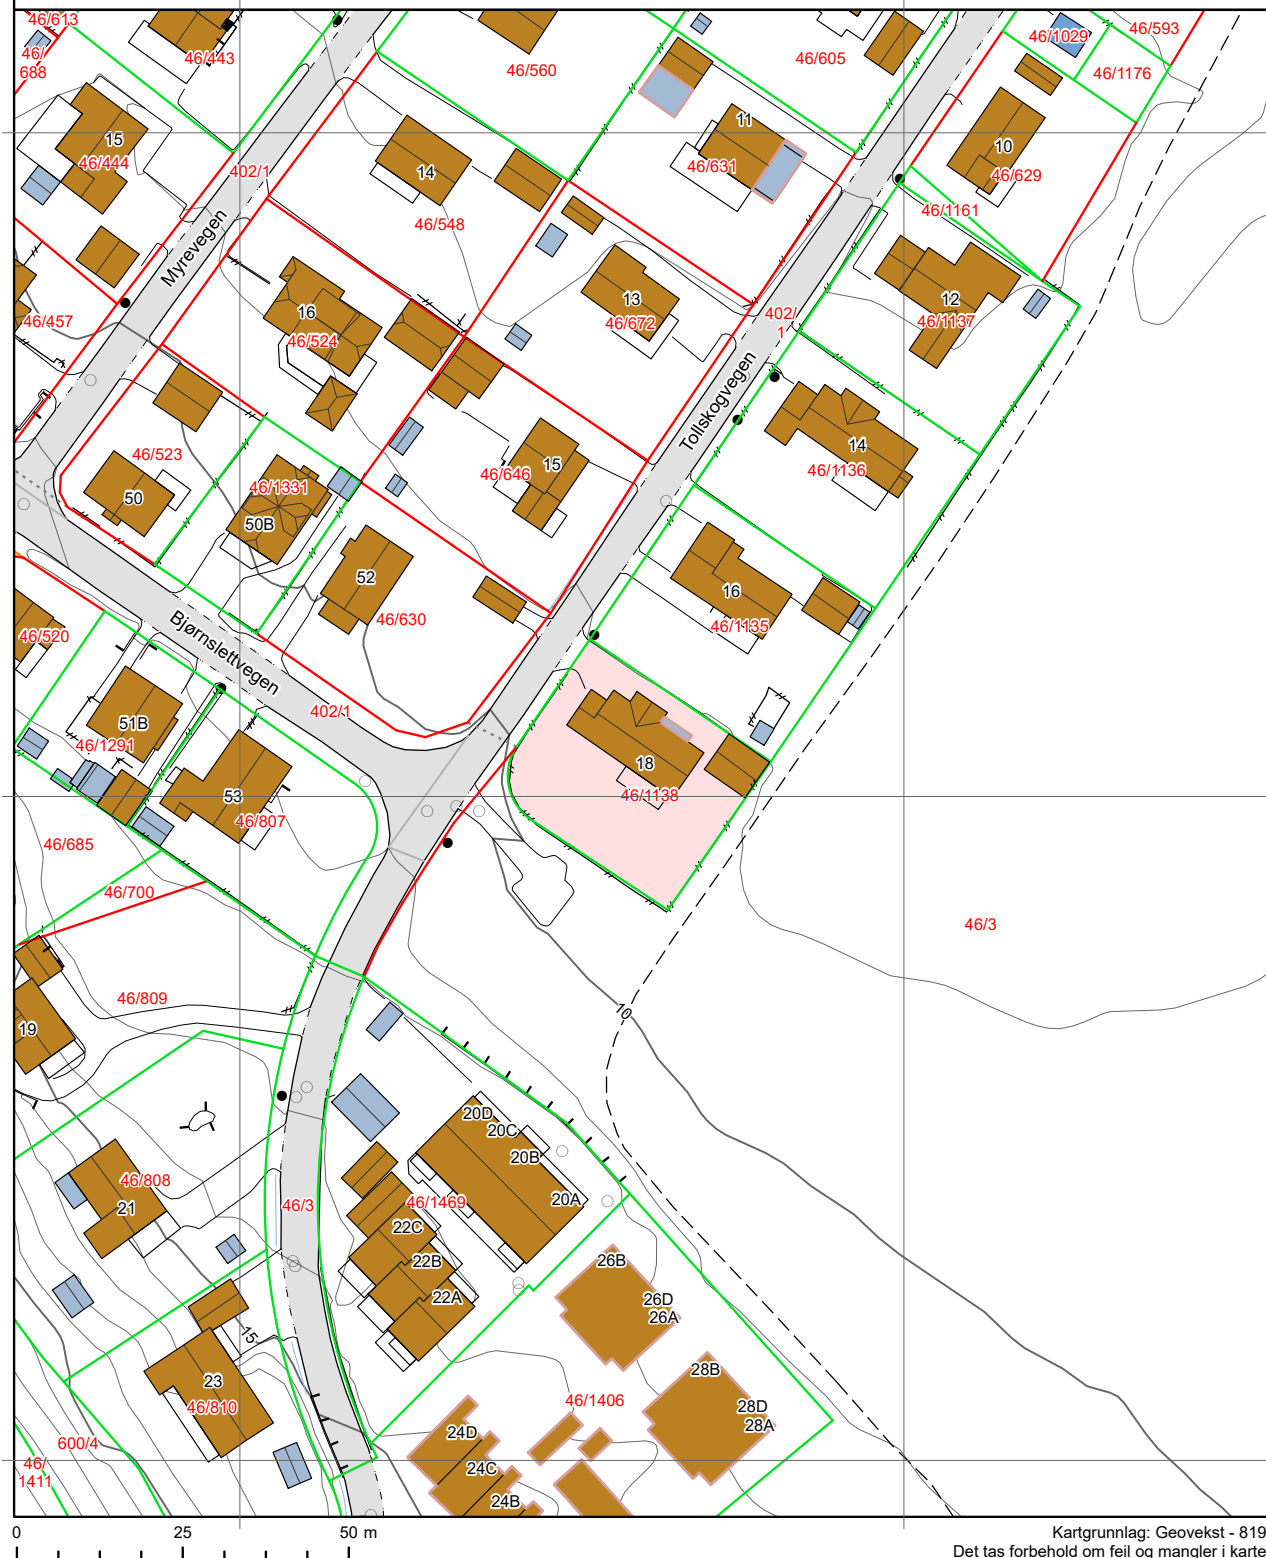 46/613
46/443
46/
688
46/560
46/605
46/1029
46/593
46/1176
15
46/444
402/1
14
46/548
11
46/631
10
46/629
46/1161
Myrevegen
46/457
16
46/524
13
46/672
402/
1
12
46/1137
Tollskogvegen
46/523
50
46/1331
50B
15
46/646
14
46/1136
52
46/630
16
46/1135
46/520
Bjørnslettvegen
402/1
51B
46/1291
53
46/807
18
46/1138
46/685
46/700
46/3
46/809
19
10
20D
20C
20B
20A
46/808
21
46/3
46/1469
22C
22B
22A
26B
26D
26A
15
23
46/810
28B
28D
28A
46/1406
24D
24C
24B
600/4
46/
1411
0 25 50 m
Kartgrunnlag: Geovekst - 819
Det tas forbehold om feil og mangler i karte